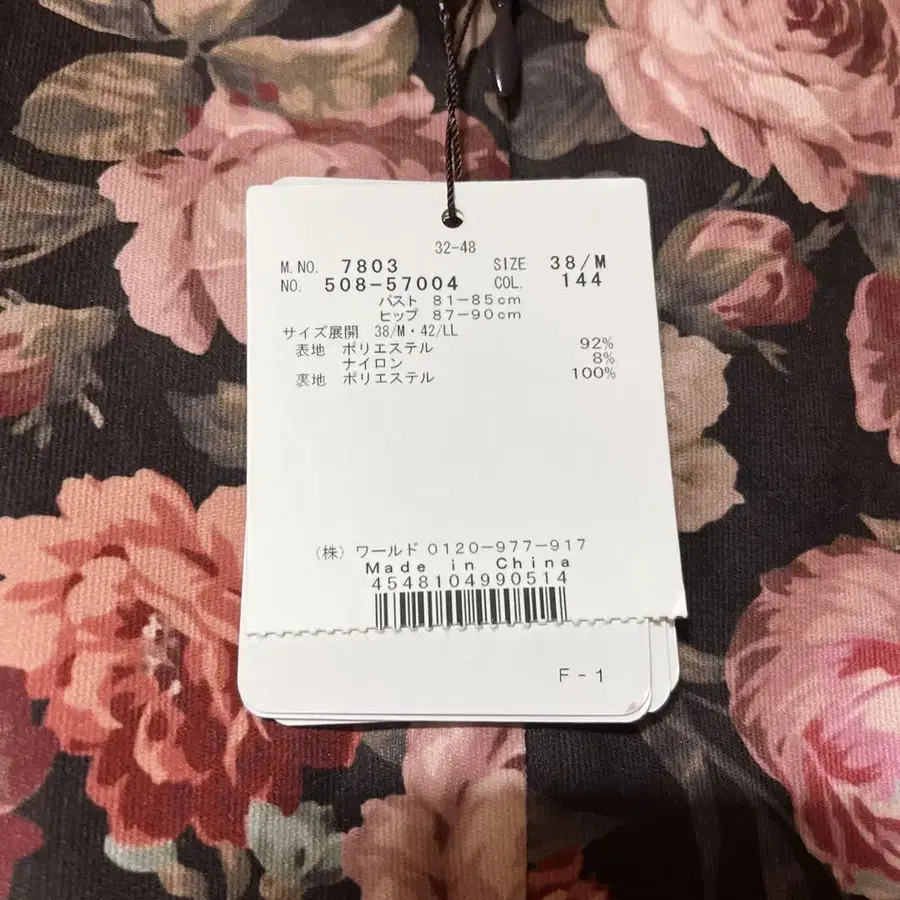 32-48
M.NO. 7803 SIZE 38/M
NO. 508-57004 COL. 144
バスト 81-85cm
ヒップ 87-90cm
サイズ展開 38/M・42/LL
表地 ポリエステル 92%
ナイロン 8%
裏地 ポリエステル 100%
(株)ワールド 0120-977-917
Made in China
4548104990514
F-1